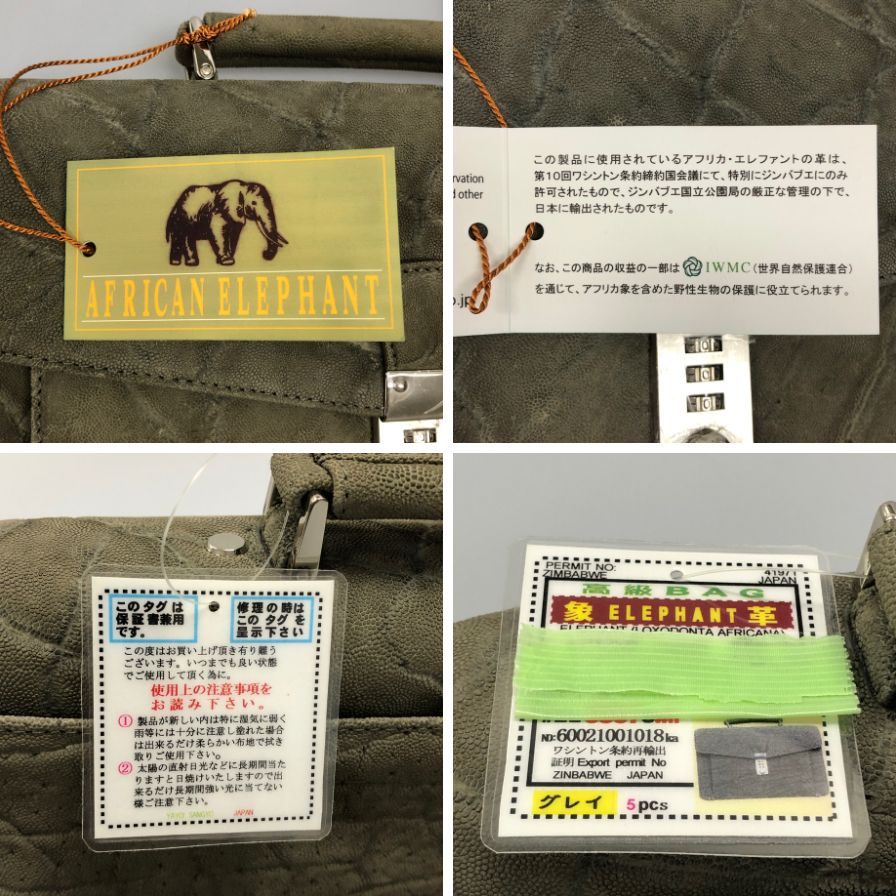 AFRICAN ELEPHANT
rvation
d other
o.jp
この製品に使用されているアフリカ・エレファントの革は、
第10回ワシントン条約締約国会議にて、特別にジンバブエにのみ
許可されたもので、ジンバブエ国立公園局の厳正な管理の下で、
日本に輸出されたものです。
なお、この商品の収益の一部は IWMC (世界自然保護連合)
を通じて、アフリカ象を含めた野性生物の保護に役立てられます。
このタグは
保証書兼用
です。
修理の時は
このタグを
呈示下さい
この度はお買い上げ頂き有り難う
ございます。いつまでも良い状態
でご使用して頂く為に。
使用上の注意事項を
お読み下さい。
① 製品が新しい内は特に湿気に弱く
雨等には十分に注意し塗れた場合
は出来るだけ柔らかい布地で拭き
取りご使用下さい。
② 太陽の直射日光などに長期間当た
りますと日焼けいたしますので出
来るだけ長期間強い光に当てない
様ご注意下さい。
YAYOI SANGYO JAPAN
PERMIT NO: 41971
ZIMBABWE JAPAN
高級BAG
象 ELEPHANT 革
ELEPHANT (LOXODONTA AFRICANA)
ND:60021001018ka
ワシントン条約再輸出
証明 Export permit No
ZINBABWE JAPAN
グレイ 5pcs